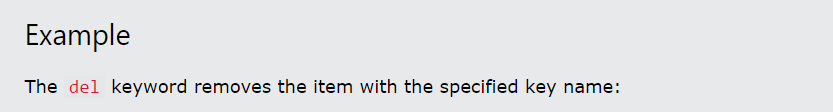 Example
The del keyword removes the item with the specified key name: